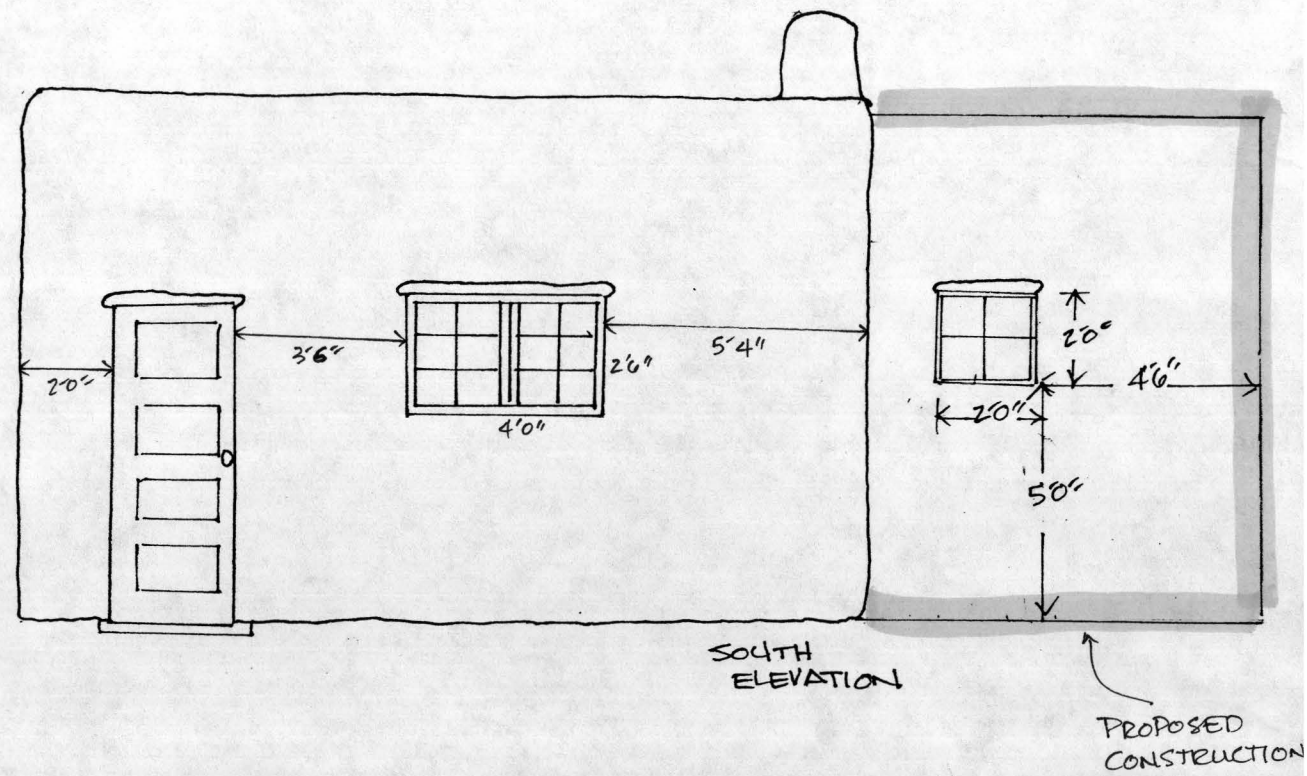 2'0"
3'6"
4'0"
2'6"
5'4"
2'0"
2'0"
4'6"
5'0"
SOUTH
ELEVATION
PROPOSED
CONSTRUCTION